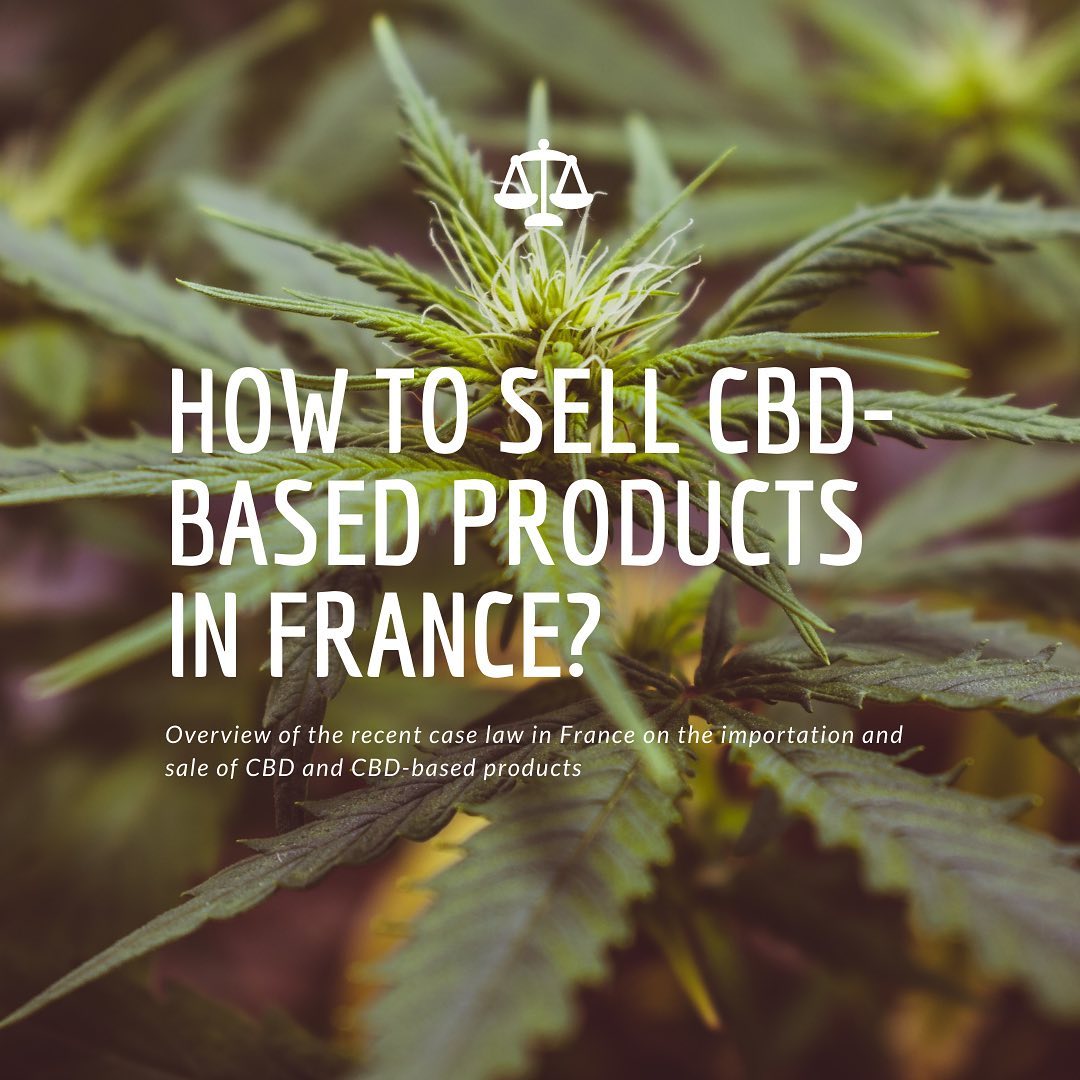 HOW TO SELL CBD-
BASED PRODUCTS
IN FRANCE?
Overview of the recent case law in France on the importation and
sale of CBD and CBD-based products